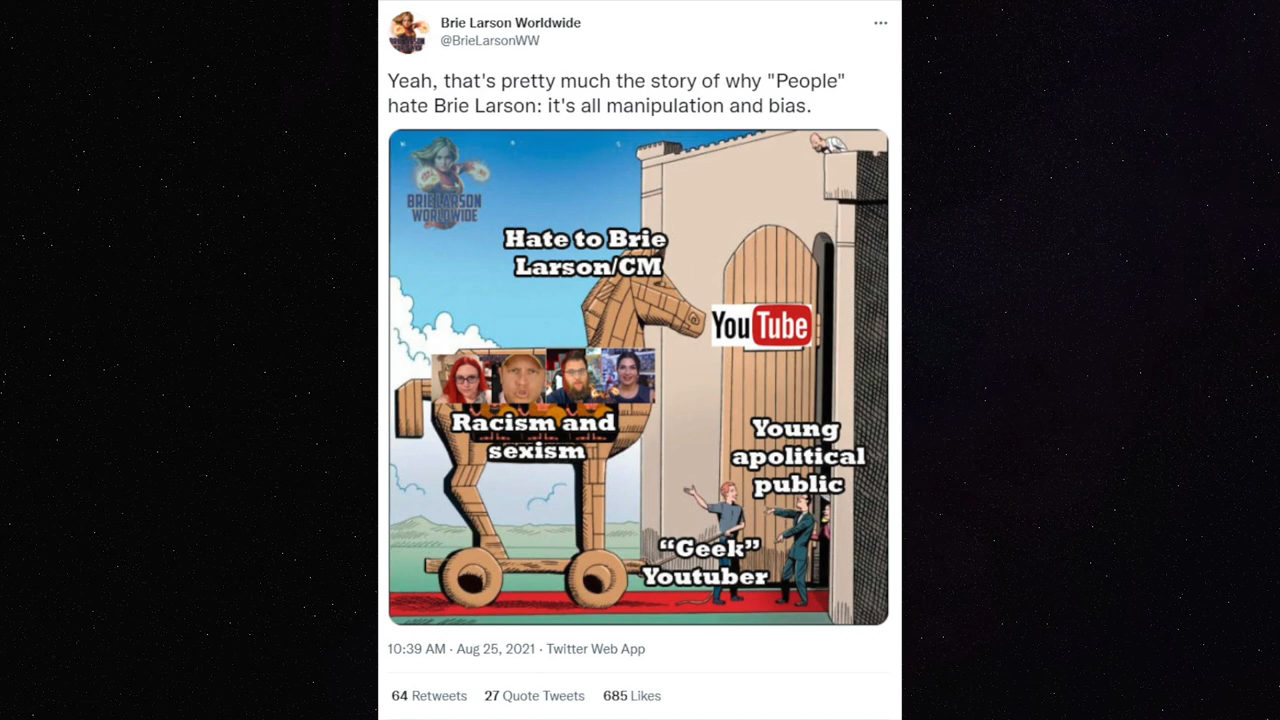 Brie Larson Worldwide
@BrieLarsonWW
Yeah, that's pretty much the story of why "People"
hate Brie Larson: it's all manipulation and bias.
BRIE LARSON
WORLDWIDE
Hate to Brie
Larson/CM
YouTube
Racism and
sexism
Young
apolitical
public
“Geek”
Youtuber
10:39 AM · Aug 25, 2021 · Twitter Web App
64 Retweets 27 Quote Tweets 685 Likes